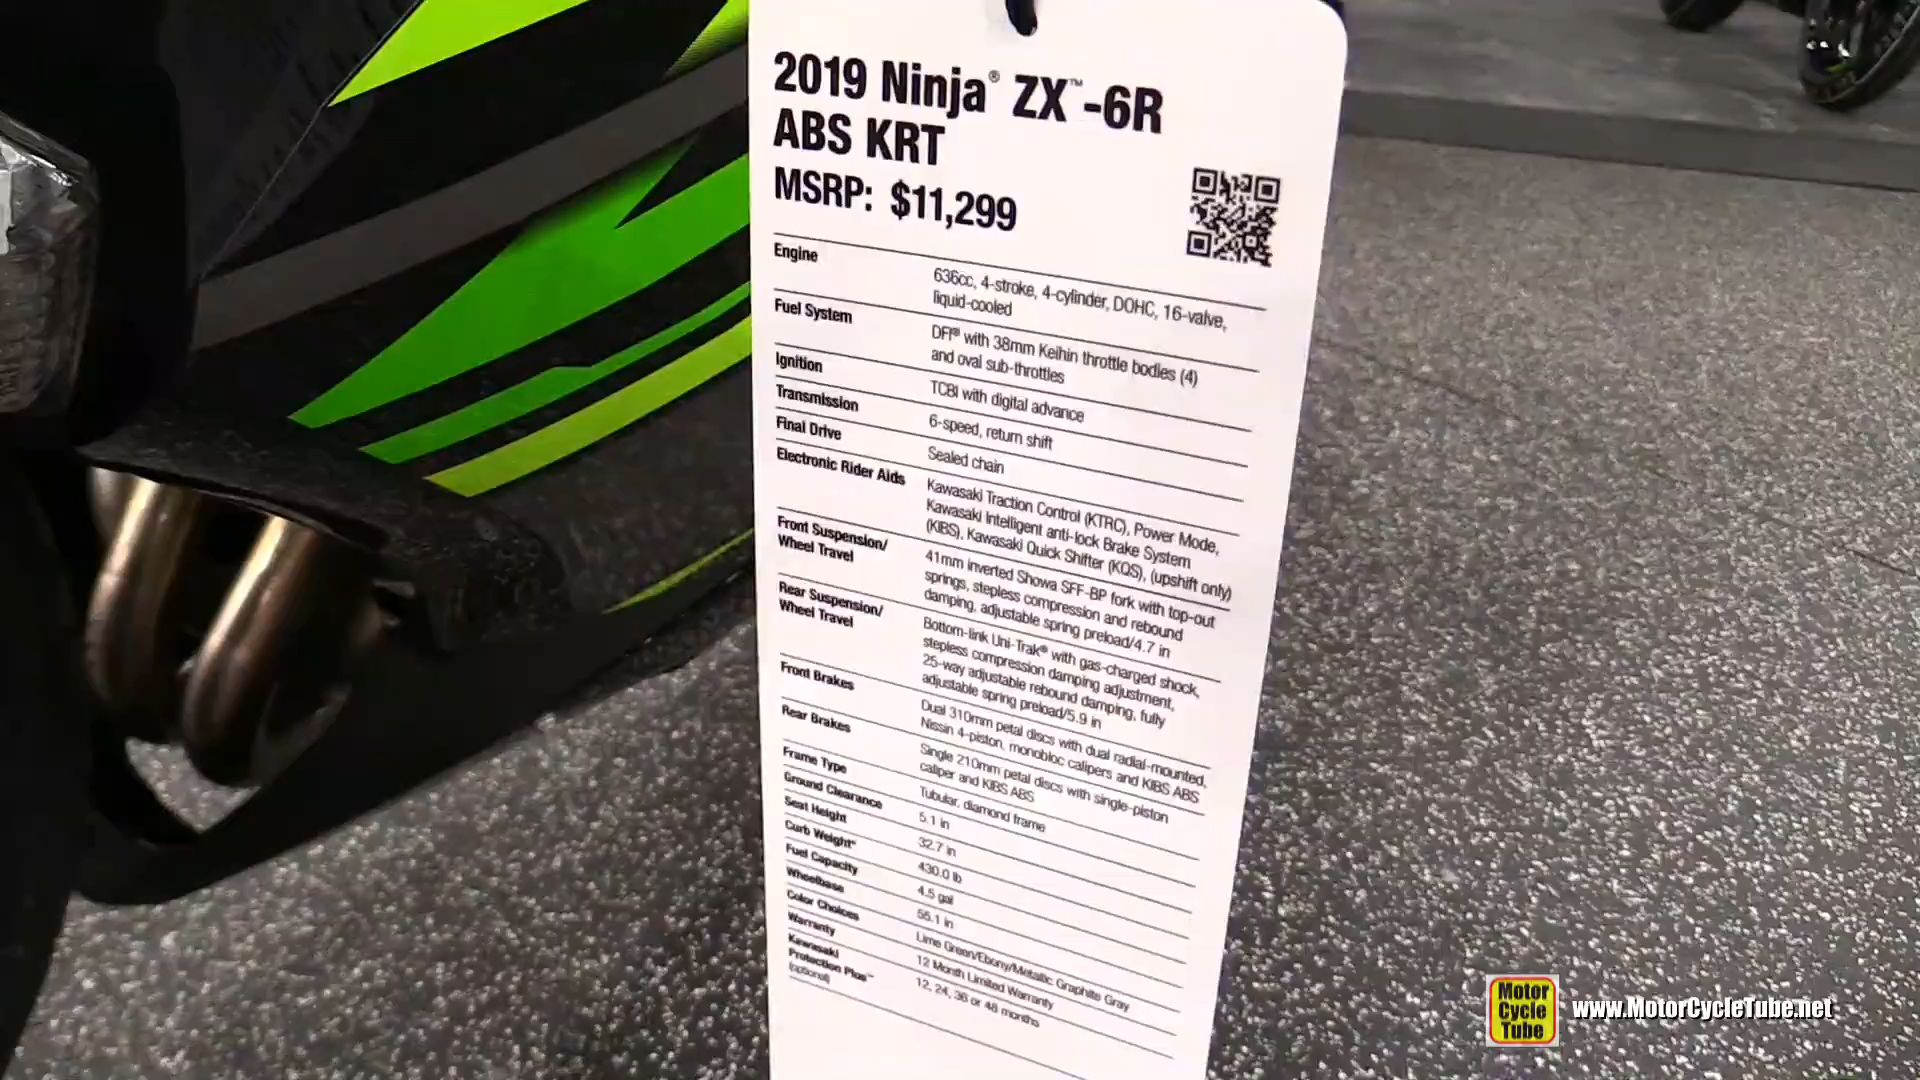 2019 Ninja® ZX™-6R
ABS KRT
MSRP: $11,299
Engine
636cc, 4-stroke, 4-cylinder, DOHC, 16-valve,
liquid-cooled
Fuel System
DFI® with 38mm Keihin throttle bodies (4)
and oval sub-throttles
Ignition
TCBI with digital advance
Transmission
6-speed, return shift
Final Drive
Sealed chain
Electronic Rider Aids
Kawasaki Traction Control (KTRC), Power Mode,
Kawasaki Intelligent anti-lock Brake System
(KIBS), Kawasaki Quick Shifter (KQS), (upshift only)
Front Suspension/
Wheel Travel
41mm inverted Showa SFF-BP fork with top-out
springs, stepless compression and rebound
damping, adjustable spring preload/4.7 in
Rear Suspension/
Wheel Travel
Bottom-link Uni-Trak® with gas-charged shock,
stepless compression damping adjustment,
25-way adjustable rebound damping, fully
adjustable spring preload/5.9 in
Front Brakes
Dual 310mm petal discs with dual radial-mounted,
Nissin 4-piston, monobloc calipers and KIBS ABS
Rear Brakes
Single 210mm petal discs with single-piston
caliper and KIBS ABS
Frame Type
Tubular, diamond frame
Ground Clearance
5.1 in
Seat Height
32.7 in
Curb Weight*
430.0 lb
Fuel Capacity
4.5 gal
Wheelbase
55.1 in
Color Choices
Lime Green/Ebony/Metallic Graphite Gray
Warranty
12 Month Limited Warranty
Kawasaki
Protection Plus™
(optional)
12, 24, 36 or 48 months
Motor
Cycle
Tube
www.MotorCycleTube.net